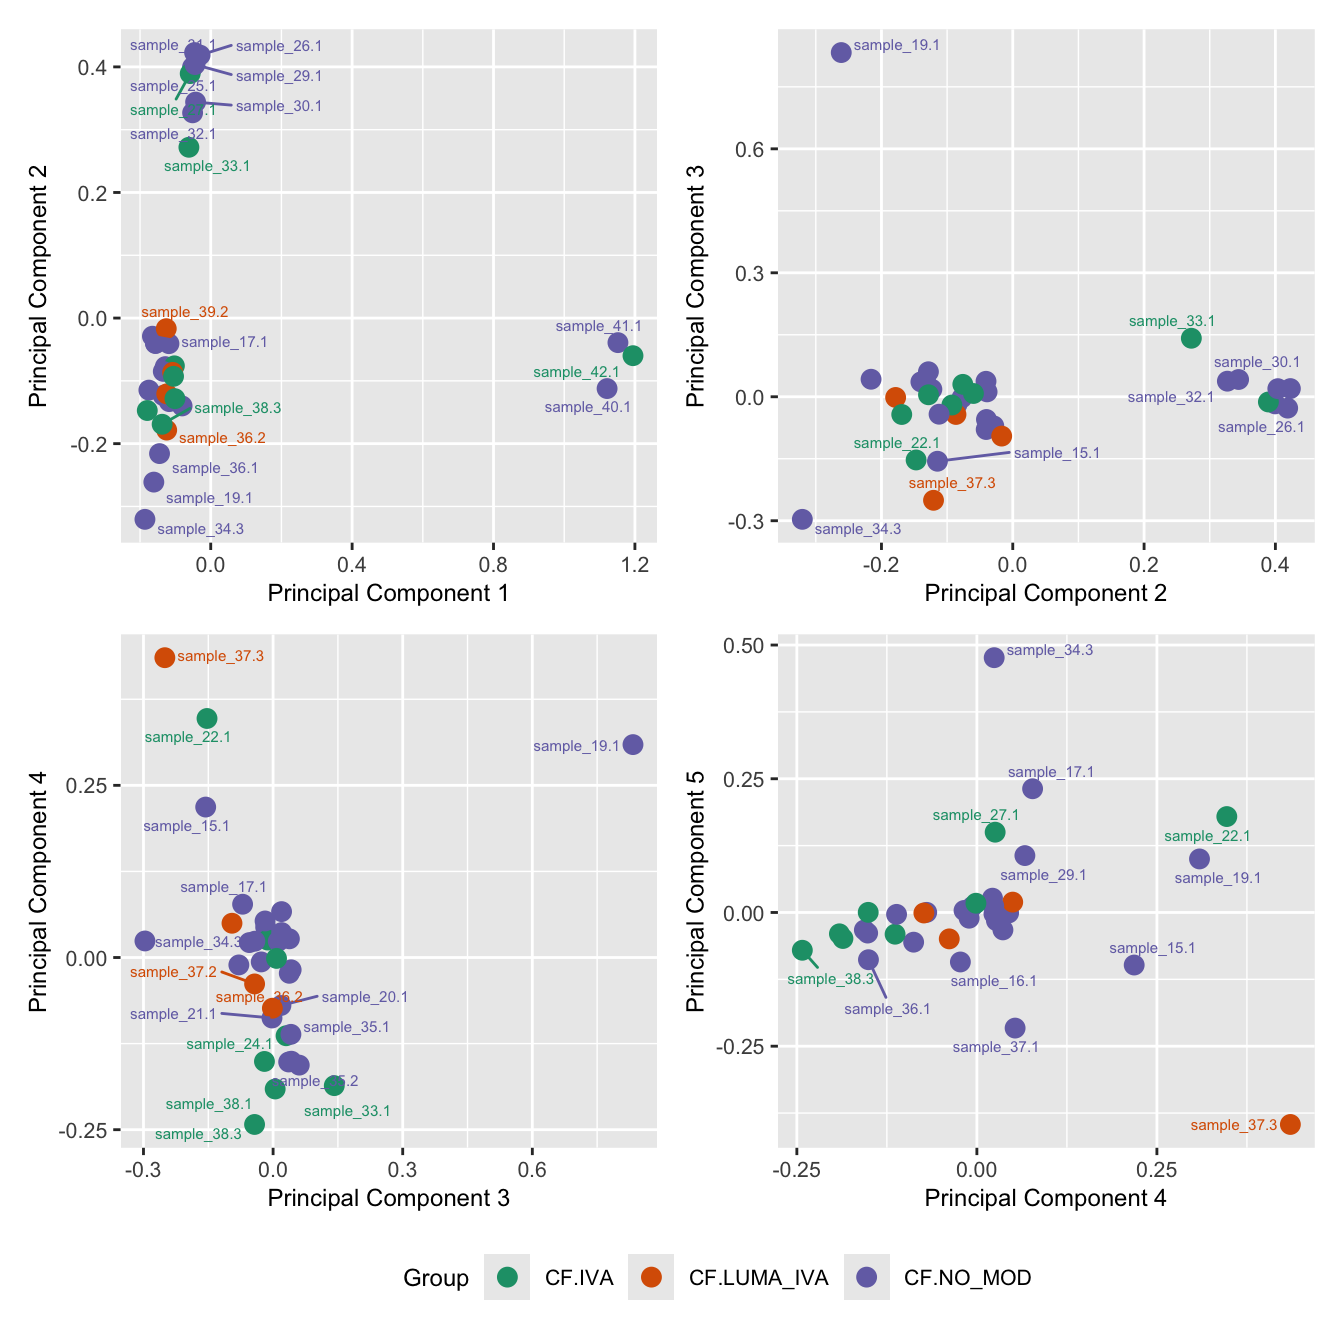 sample_26.1
sample_29.1
sample_25.1
sample_30.1
sample_32.1
sample_33.1
0.4
0.2
0.0
-0.2
Principal Component 2
sample_39.2
sample_17.1
sample_41.1
sample_42.1
sample_40.1
sample_38.3
sample_36.2
sample_36.1
sample_19.1
sample_34.3
0.0
0.4
0.8
1.2
Principal Component 1
sample_19.1
0.6
0.3
0.0
-0.3
Principal Component 3
sample_33.1
sample_30.1
sample_32.1
sample_26.1
sample_22.1
sample_15.1
sample_37.3
sample_34.3
-0.2
0.0
0.2
0.4
Principal Component 2
sample_37.3
sample_22.1
sample_19.1
sample_15.1
0.25
0.00
-0.25
Principal Component 4
sample_17.1
sample_34.3
sample_37.2
sample_36.2
sample_20.1
sample_21.1
sample_35.1
sample_24.1
sample_38.1
sample_33.1
sample_38.3
-0.3
0.0
0.3
0.6
Principal Component 3
0.50
0.25
0.00
-0.25
Principal Component 5
sample_34.3
sample_17.1
sample_27.1
sample_22.1
sample_29.1
sample_19.1
sample_15.1
sample_38.3
sample_16.1
sample_36.1
sample_37.1
sample_37.3
-0.25
0.00
0.25
Principal Component 4
Group
CF.IVA
CF.LUMA_IVA
CF.NO_MOD